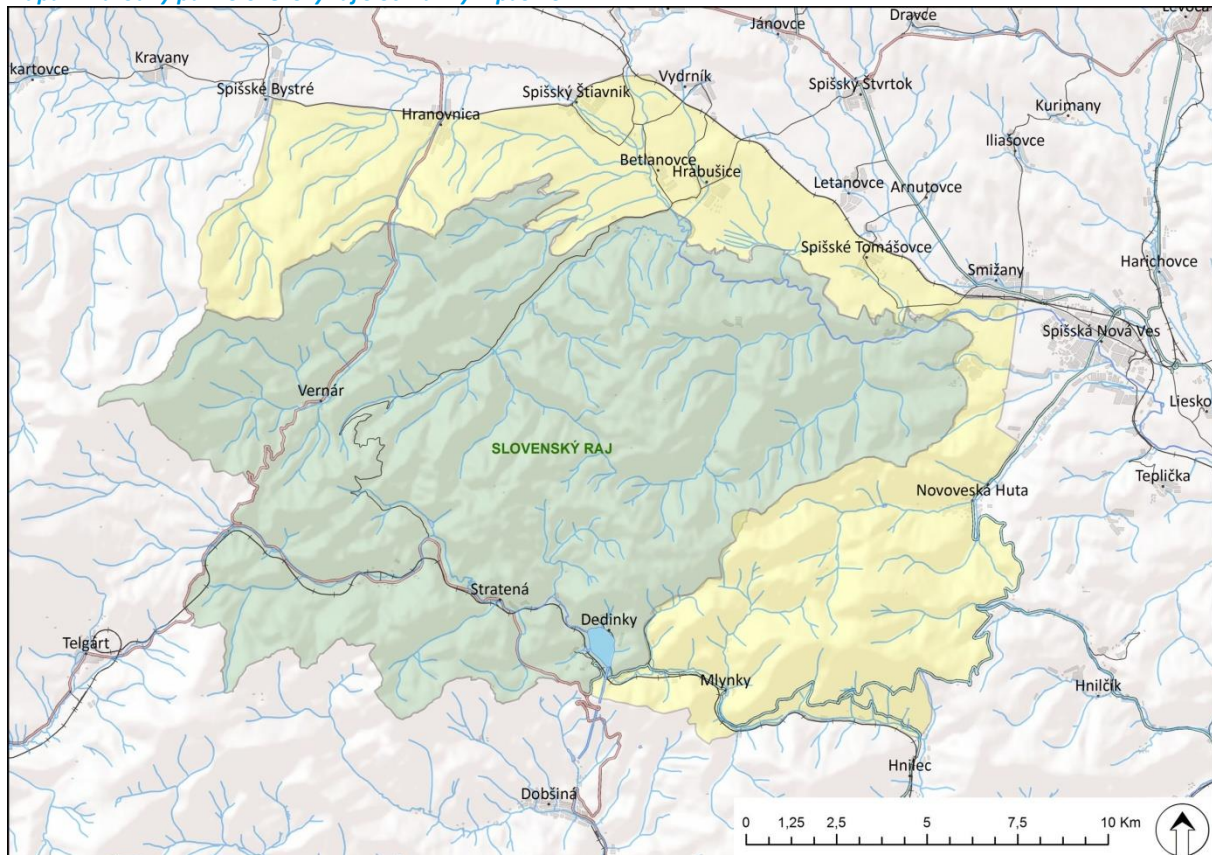 Jánovce
Dravce
Levoča
Kravany
kartovce
Spišské Bystré
Vydrník
Spišský Štiavnik
Spišský Štvrtok
Hranovnica
Kurimany
Iliašovce
Betlanovce
Hrabušice
Letanovce
Arnutovce
Spišské Tomášovce
Smižany
Harichovce
Spišská Nová Ves
Vernár
Liesko
SLOVENSKÝ RAJ
Teplička
Novoveská Huta
Stratená
Dedinky
Telgárt
Mlynky
Hnilčík
Hnilec
Dobšiná
0 1,25 2,5 5 7,5 10 Km